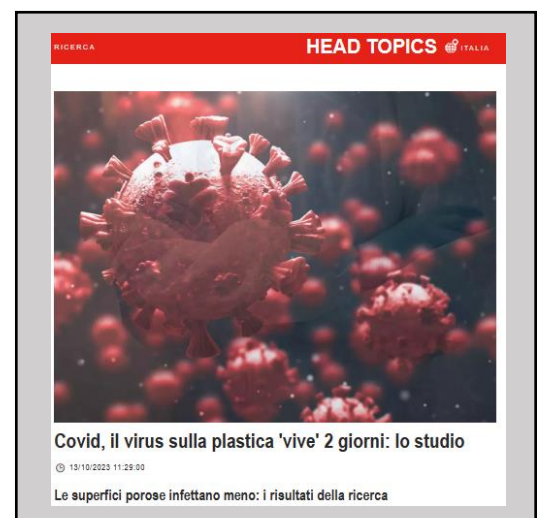 RICERCA HEAD TOPICS ITALIA
Covid, il virus sulla plastica 'vive' 2 giorni: lo studio
13/10/2023 11:29:00
Le superfici porose infettano meno: i risultati della ricerca